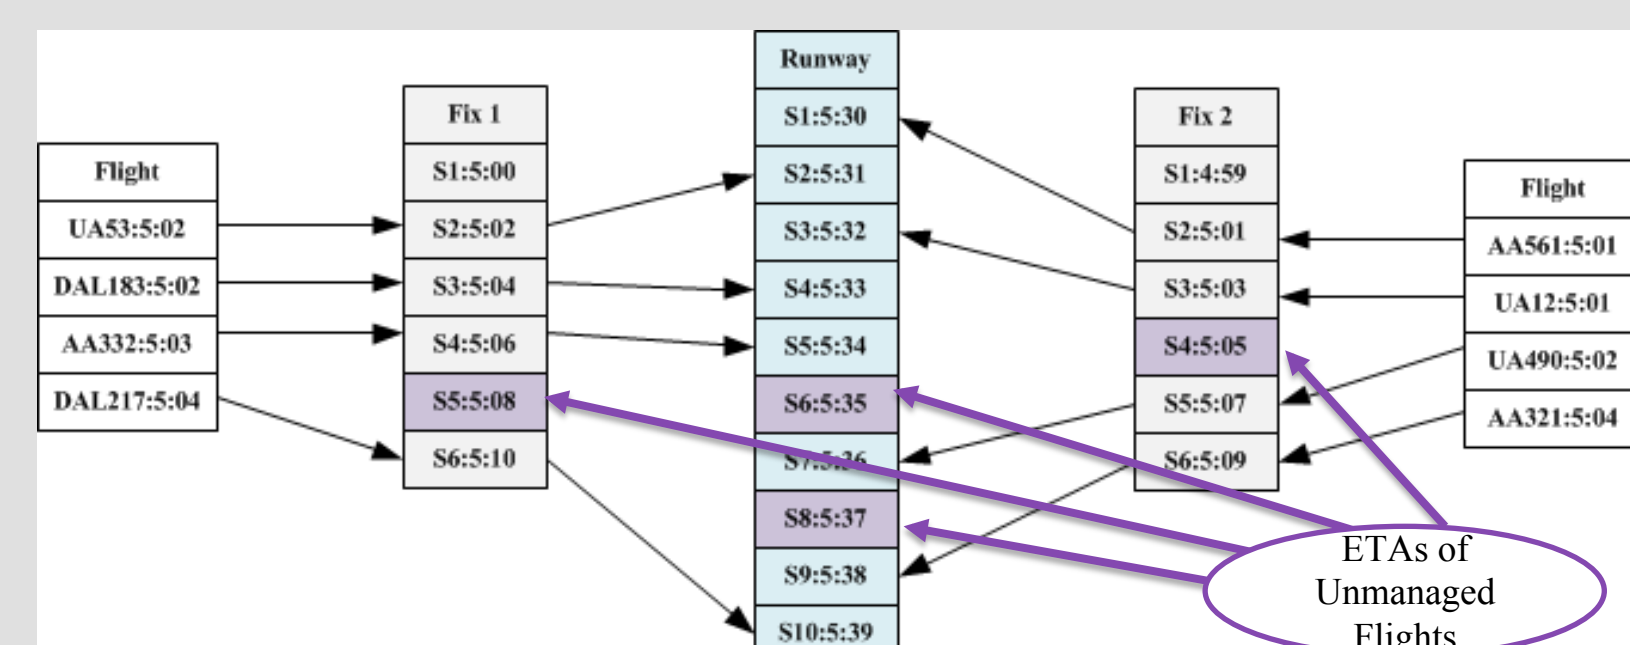 Flight
UA53:5:02
DAL183:5:02
AA332:5:03
DAL217:5:04
Fix 1
S1:5:00
S2:5:02
S3:5:04
S4:5:06
S5:5:08
S6:5:10
Runway
S1:5:30
S2:5:31
S3:5:32
S4:5:33
S5:5:34
S6:5:35
S7:5:36
S8:5:37
S9:5:38
S10:5:39
Fix 2
S1:4:59
S2:5:01
S3:5:03
S4:5:05
S5:5:07
S6:5:09
Flight
AA561:5:01
UA12:5:01
UA490:5:02
AA321:5:04
ETAs of
Unmanaged
Flights